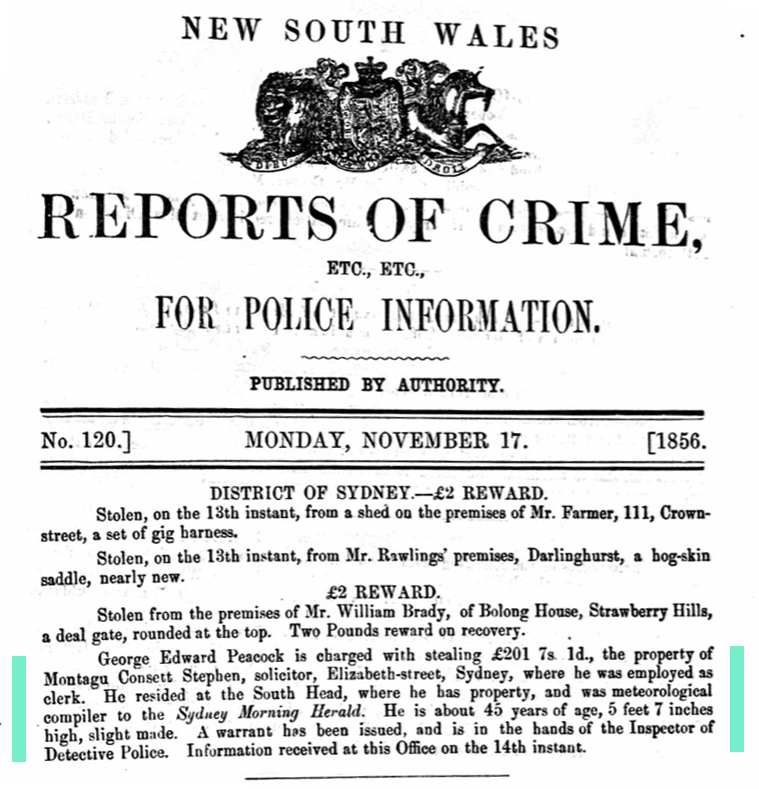 NEW SOUTH WALES
DIEU ET MON DROIT
REPORTS OF CRIME,
ETC., ETC.,
FOR POLICE INFORMATION.
PUBLISHED BY AUTHORITY.
No. 120.] MONDAY, NOVEMBER 17. [1856.
DISTRICT OF SYDNEY.—£2 REWARD.
Stolen, on the 13th instant, from a shed on the premises of Mr. Farmer, 111, Crown-
street, a set of gig harness.
Stolen, on the 13th instant, from Mr. Rawlings' premises, Darlinghurst, a hog-skin
saddle, nearly new.
£2 REWARD.
Stolen from the premises of Mr. William Brady, of Bolong House, Strawberry Hills,
a deal gate, rounded at the top. Two Pounds reward on recovery.
George Edward Peacock is charged with stealing £201 7s. 1d., the property of
Montagu Consett Stephen, solicitor, Elizabeth-street, Sydney, where he was employed as
clerk. He resided at the South Head, where he has property, and was meteorological
compiler to the Sydney Morning Herald. He is about 45 years of age, 5 feet 7 inches
high, slight made. A warrant has been issued, and is in the hands of the Inspector of
Detective Police. Information received at this Office on the 14th instant.